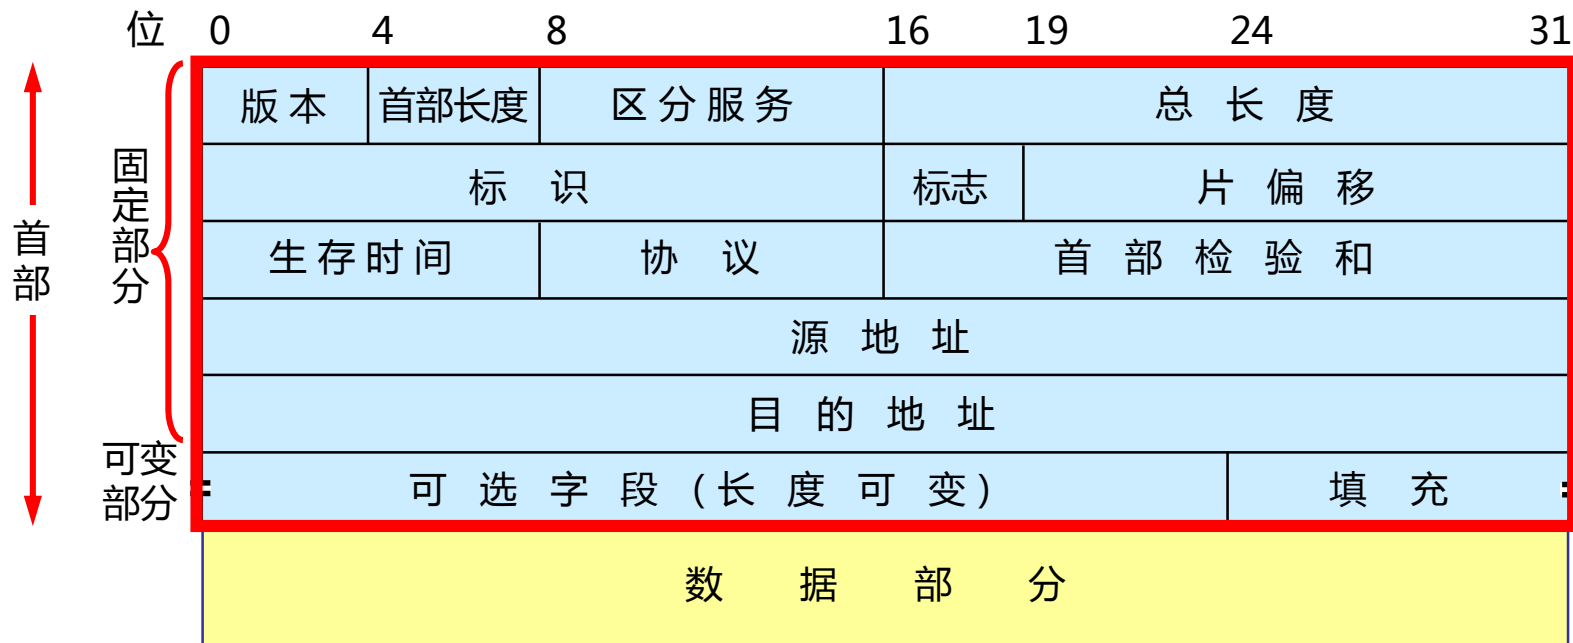 位 0 4 8 16 19 24 31
版本 首部长度 区分服务 总长度
标识 标志 片偏移
生存时间 协议 首部检验和
源地址
目的地址
可选字段(长度可变) 填充
数据部分
首部
固定部分
可变
部分